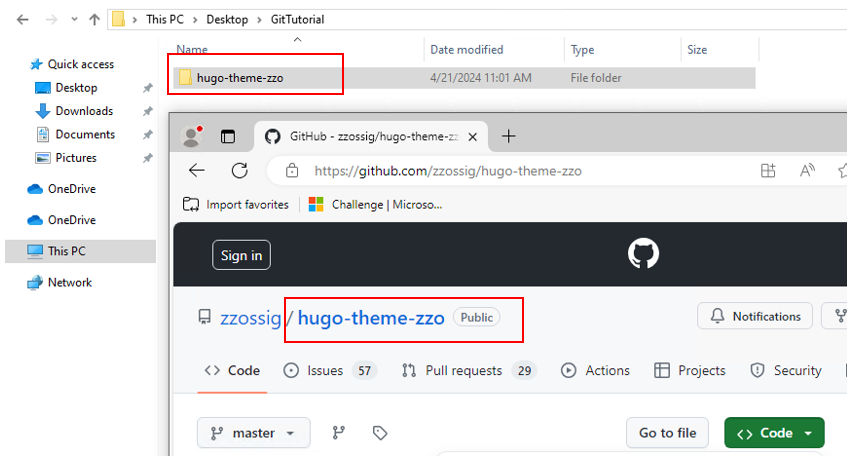 This PC > Desktop > GitTutorial
Name Date modified Type Size
Quick access
hugo-theme-zzo 4/21/2024 11:01 AM File folder
Desktop
Downloads
Documents
Pictures
OneDrive
OneDrive
This PC
Network
GitHub - zzossig/hugo-theme-zz
https://github.com/zzossig/hugo-theme-zzo
Import favorites Challenge | Microso...
Sign in
zzossig / hugo-theme-zzo Public Notifications
Code Issues 57 Pull requests 29 Actions Projects Security
master Go to file Code